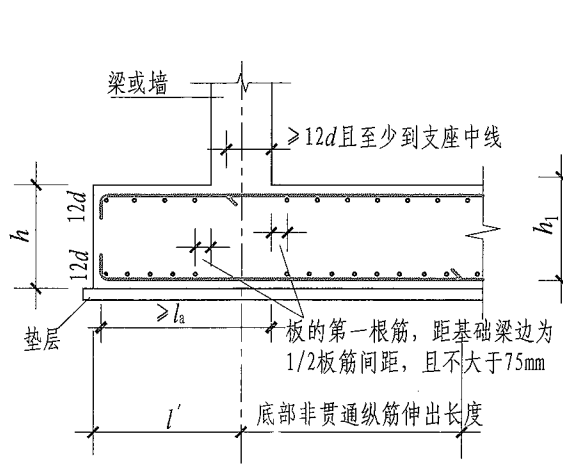 梁或墙
≥12d且至少到支座中线
12d
h
h₁
12d
垫层
≥lₐ
板的第一根筋，距基础梁边为
1/2板筋间距，且不大于75mm
l′
底部非贯通纵筋伸出长度